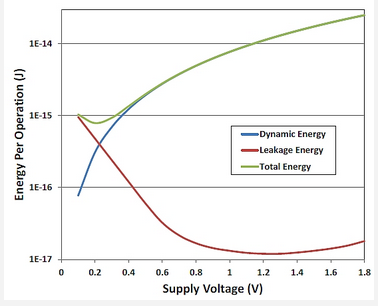 Energy Per Operation (J)
1E-14
1E-15
1E-16
1E-17
Dynamic Energy
Leakage Energy
Total Energy
0 0.2 0.4 0.6 0.8 1 1.2 1.4 1.6 1.8
Supply Voltage (V)